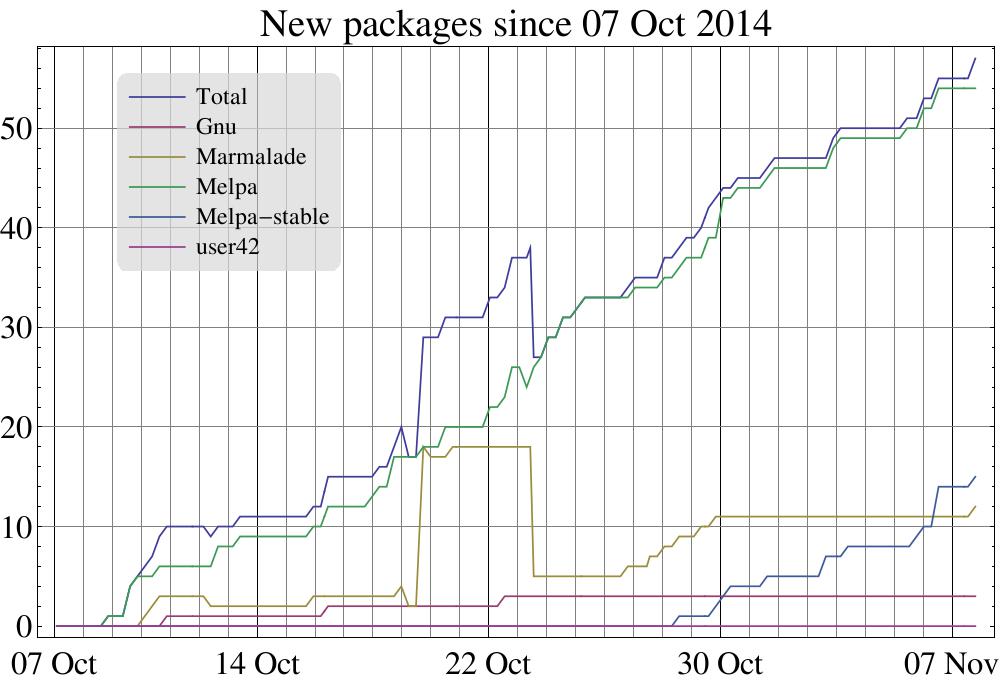 New packages since 07 Oct 2014
Total
Gnu
Marmalade
Melpa
Melpa−stable
user42
50
40
30
20
10
0
07 Oct 14 Oct 22 Oct 30 Oct 07 Nov